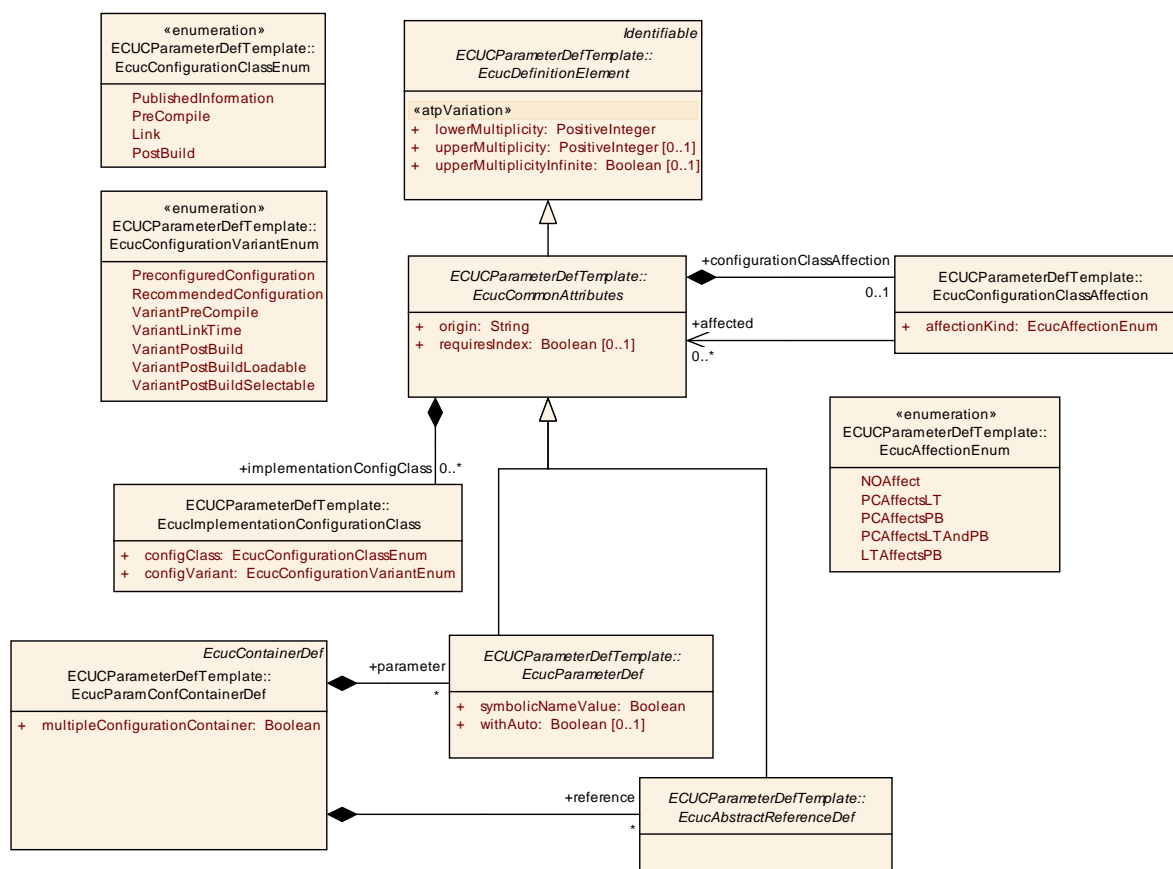 «enumeration»
ECUCParameterDefTemplate::
EcucConfigurationClassEnum
PublishedInformation
PreCompile
Link
PostBuild
Identifiable
ECUCParameterDefTemplate::
EcucDefinitionElement
«atpVariation»
+ lowerMultiplicity: PositiveInteger
+ upperMultiplicity: PositiveInteger [0..1]
+ upperMultiplicityInfinite: Boolean [0..1]
«enumeration»
ECUCParameterDefTemplate::
EcucConfigurationVariantEnum
PreconfiguredConfiguration
RecommendedConfiguration
VariantPreCompile
VariantLinkTime
VariantPostBuild
VariantPostBuildLoadable
VariantPostBuildSelectable
ECUCParameterDefTemplate::
EcucCommonAttributes
+ origin: String
+ requiresIndex: Boolean [0..1]
+configurationClassAffection
0..1
+affected
0..*
ECUCParameterDefTemplate::
EcucConfigurationClassAffection
+ affectionKind: EcucAffectionEnum
«enumeration»
ECUCParameterDefTemplate::
EcucAffectionEnum
NOAffect
PCAffectsLT
PCAffectsPB
PCAffectsLTAndPB
LTAffectsPB
+implementationConfigClass 0..*
ECUCParameterDefTemplate::
EcucImplementationConfigurationClass
+ configClass: EcucConfigurationClassEnum
+ configVariant: EcucConfigurationVariantEnum
EcucContainerDef
ECUCParameterDefTemplate::
EcucParamConfContainerDef
+ multipleConfigurationContainer: Boolean
+parameter
*
ECUCParameterDefTemplate::
EcucParameterDef
+ symbolicNameValue: Boolean
+ withAuto: Boolean [0..1]
+reference
*
ECUCParameterDefTemplate::
EcucAbstractReferenceDef